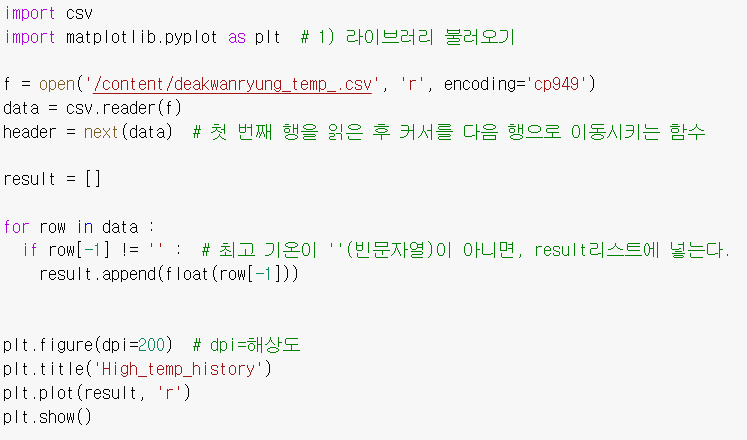 import csv
import matplotlib.pyplot as plt  # 1) 라이브러리 불러오기
f = open('/content/deakwanryung_temp_.csv', 'r', encoding='cp949')
data = csv.reader(f)
header = next(data)  # 첫 번째 행을 읽은 후 커서를 다음 행으로 이동시키는 함수
result = []
for row in data :
  if row[-1] != '' :  # 최고 기온이 ''(빈문자열)이 아니면, result리스트에 넣는다.
    result.append(float(row[-1]))
plt.figure(dpi=200)  # dpi=해상도
plt.title('High_temp_history')
plt.plot(result, 'r')
plt.show()